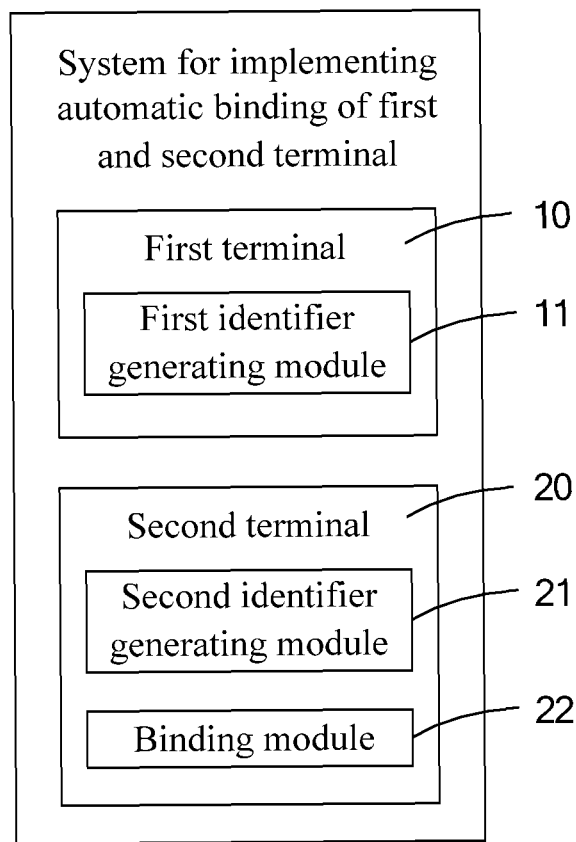 System for implementing
automatic binding of first
and second terminal
First terminal
10
First identifier
generating module
11
Second terminal
20
Second identifier
generating module
21
Binding module
22